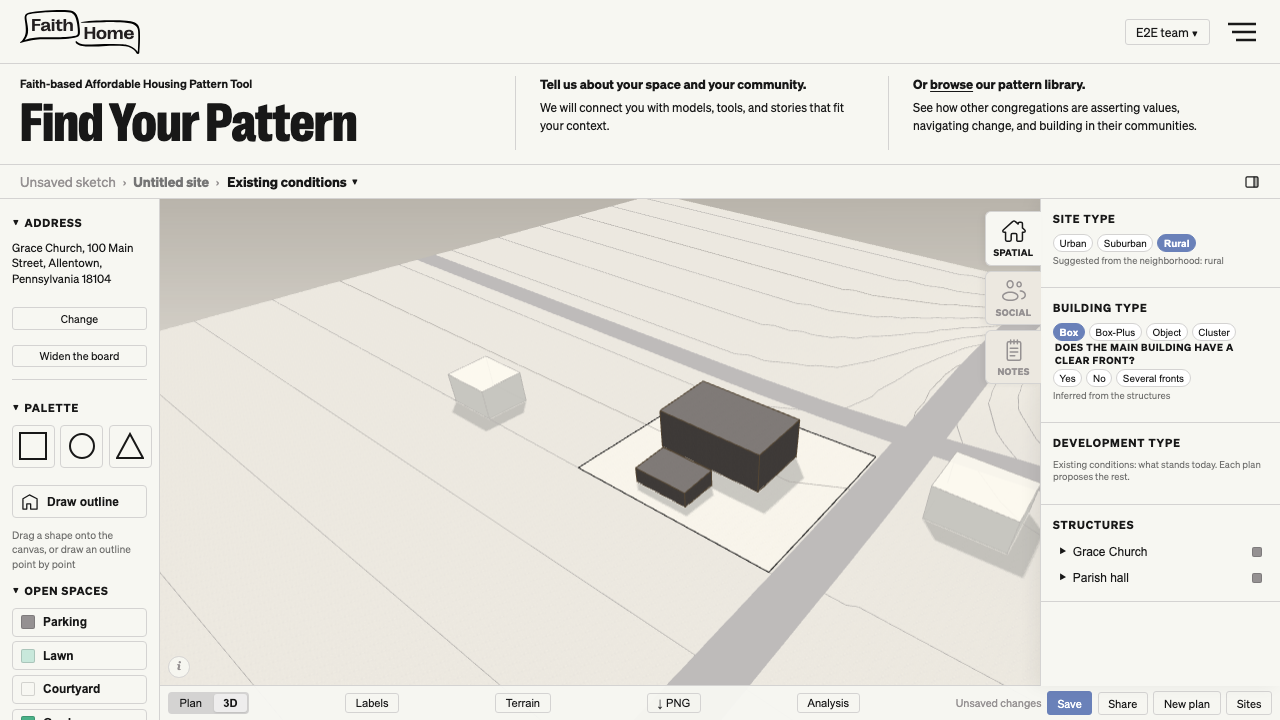 Faith
Home
E2E team ▾
Faith-based Affordable Housing Pattern Tool
Find Your Pattern
Tell us about your space and your community.
We will connect you with models, tools, and stories that fit
your context.
Or browse our pattern library.
See how other congregations are asserting values,
navigating change, and building in their communities.
Unsaved sketch › Untitled site › Existing conditions ▾
▾ ADDRESS
Grace Church, 100 Main
Street, Allentown,
Pennsylvania 18104
Change
Widen the board
▾ PALETTE
Draw outline
Drag a shape onto the
canvas, or draw an outline
point by point
▾ OPEN SPACES
Parking
Lawn
Courtyard
SPATIAL
SOCIAL
NOTES
i
Plan 3D
Labels
Terrain
↓ PNG
Analysis
Unsaved changes
Save
Share
New plan
Sites
SITE TYPE
Urban Suburban Rural
Suggested from the neighborhood: rural
BUILDING TYPE
Box Box-Plus Object Cluster
DOES THE MAIN BUILDING HAVE A
CLEAR FRONT?
Yes No Several fronts
Inferred from the structures
DEVELOPMENT TYPE
Existing conditions: what stands today. Each plan
proposes the rest.
STRUCTURES
▸ Grace Church
▸ Parish hall